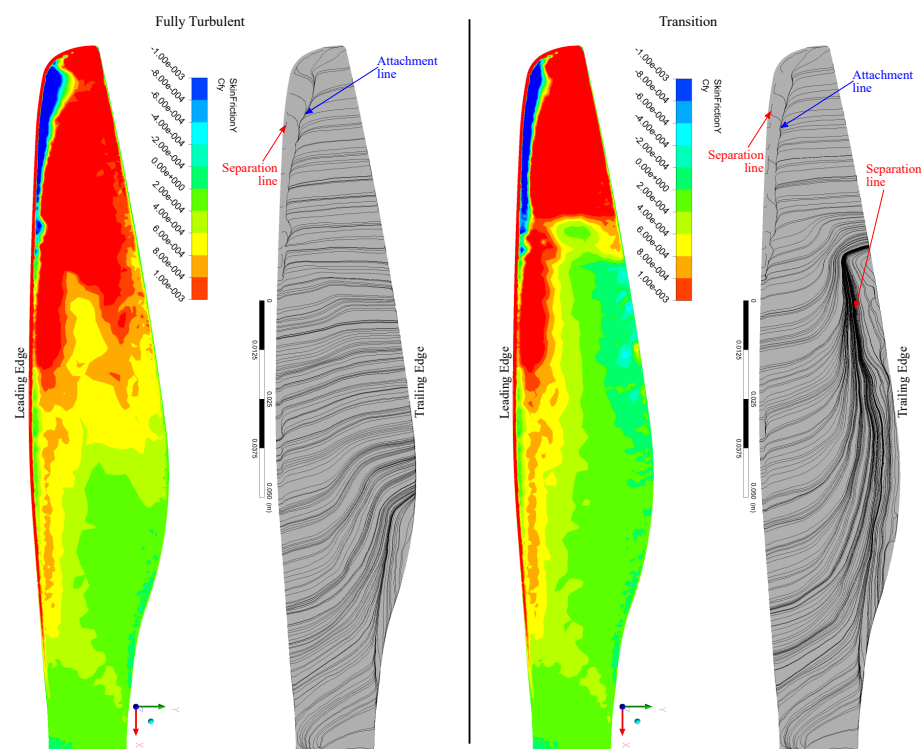 Fully Turbulent
SkinFrictionY
Cfy
-1.00e-003
-8.00e-004
-6.00e-004
-4.00e-004
-2.00e-004
0.00e+000
2.00e-004
4.00e-004
6.00e-004
8.00e-004
1.00e-003
Attachment
line
Separation
line
0
0.0125
0.025
0.0375
0.050 (m)
Leading Edge
Trailing Edge
Y
X
Transition
SkinFrictionY
Cfy
-1.00e-003
-8.00e-004
-6.00e-004
-4.00e-004
-2.00e-004
0.00e+000
2.00e-004
4.00e-004
6.00e-004
8.00e-004
1.00e-003
Attachment
line
Separation
line
Separation
line
0
0.0125
0.025
0.0375
0.050 (m)
Leading Edge
Trailing Edge
Y
X